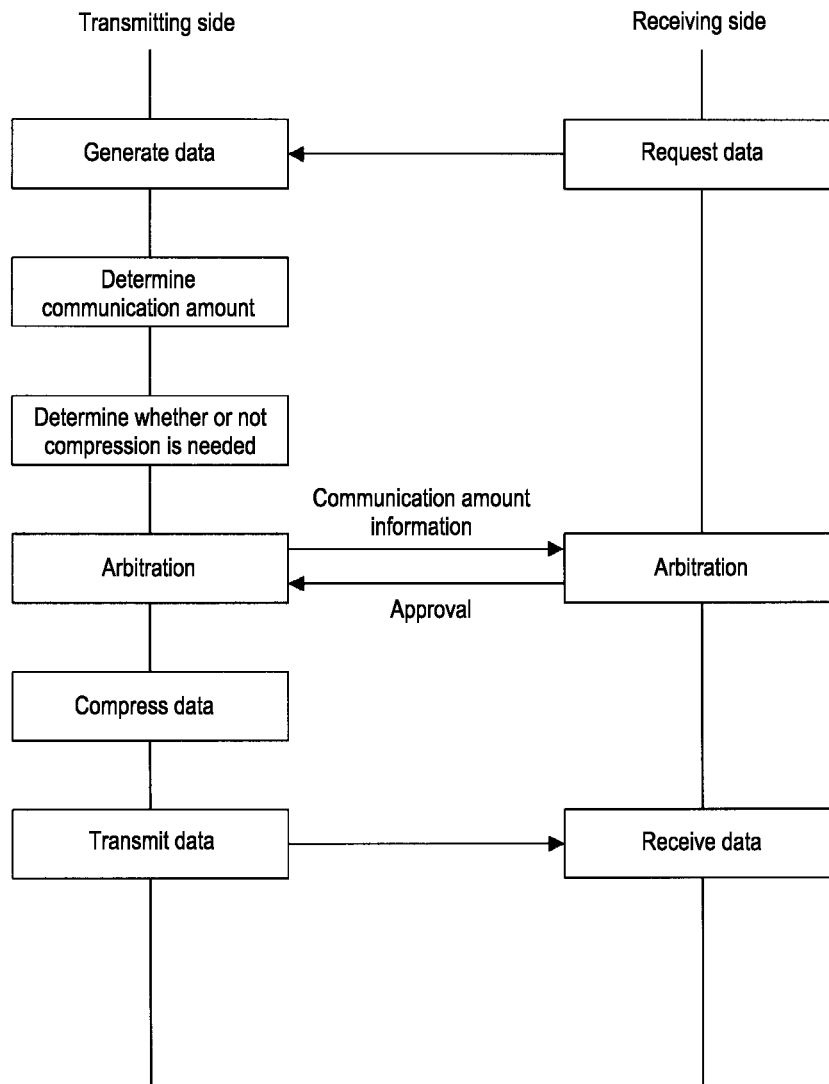 Transmitting side
Receiving side
Generate data
Request data
Determine
communication amount
Determine whether or not
compression is needed
Communication amount
information
Arbitration
Arbitration
Approval
Compress data
Transmit data
Receive data